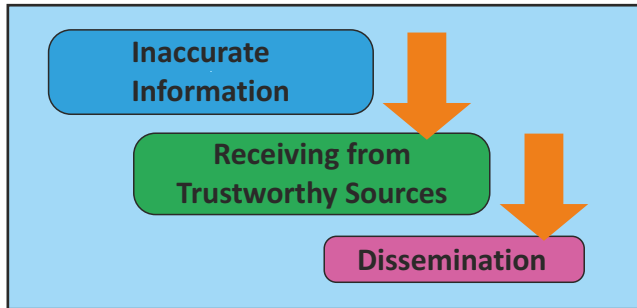 Inaccurate
Information
Receiving from
Trustworthy Sources
Dissemination